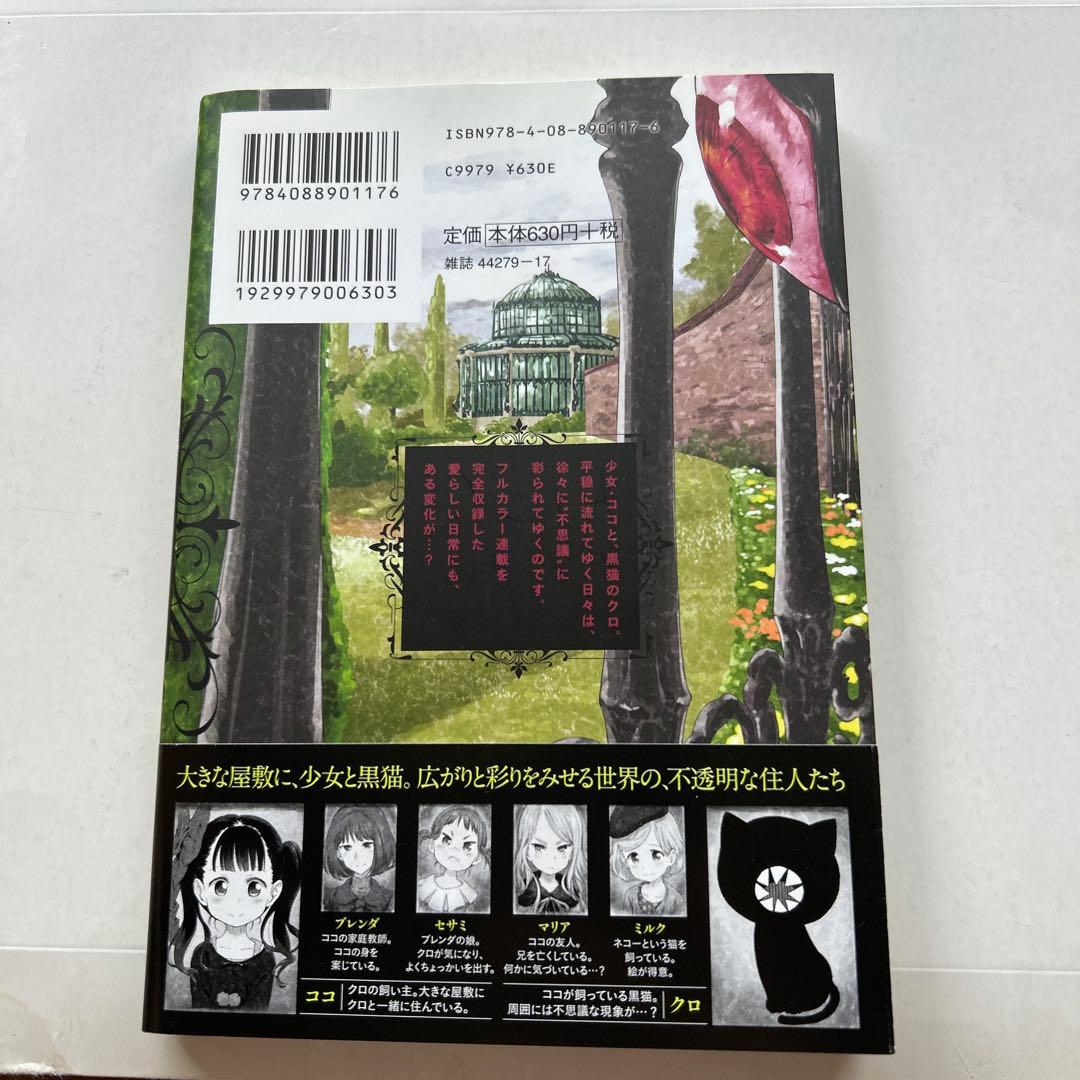 ISBN978-4-08-890117-6
9784088901176
C9979 ¥630E
定価 本体630円+税
雑誌 44279-17
1929979006303
少女・ココと、黒猫のクロ。
平穏に流れてゆく日々は、
徐々に“不思議”に
彩られてゆくのです。
フルカラー連載を
完全収録した
愛らしい日常にも、
ある変化が…?
大きな屋敷に、少女と黒猫。広がりと彩りをみせる世界の、不透明な住人たち
ブレンダ
ココの家庭教師。
ココの身を
案じている。
セサミ
ブレンダの娘。
クロが気になり、
よくちょっかいを出す。
マリア
ココの友人。
兄を亡くしている。
何かに気づいている…?
ミルク
ネコーという猫を
飼っている。
絵が得意。
ココ
クロの飼い主。大きな屋敷に
クロと一緒に住んでいる。
ココが飼っている黒猫。
周囲には不思議な現象が…?
クロ